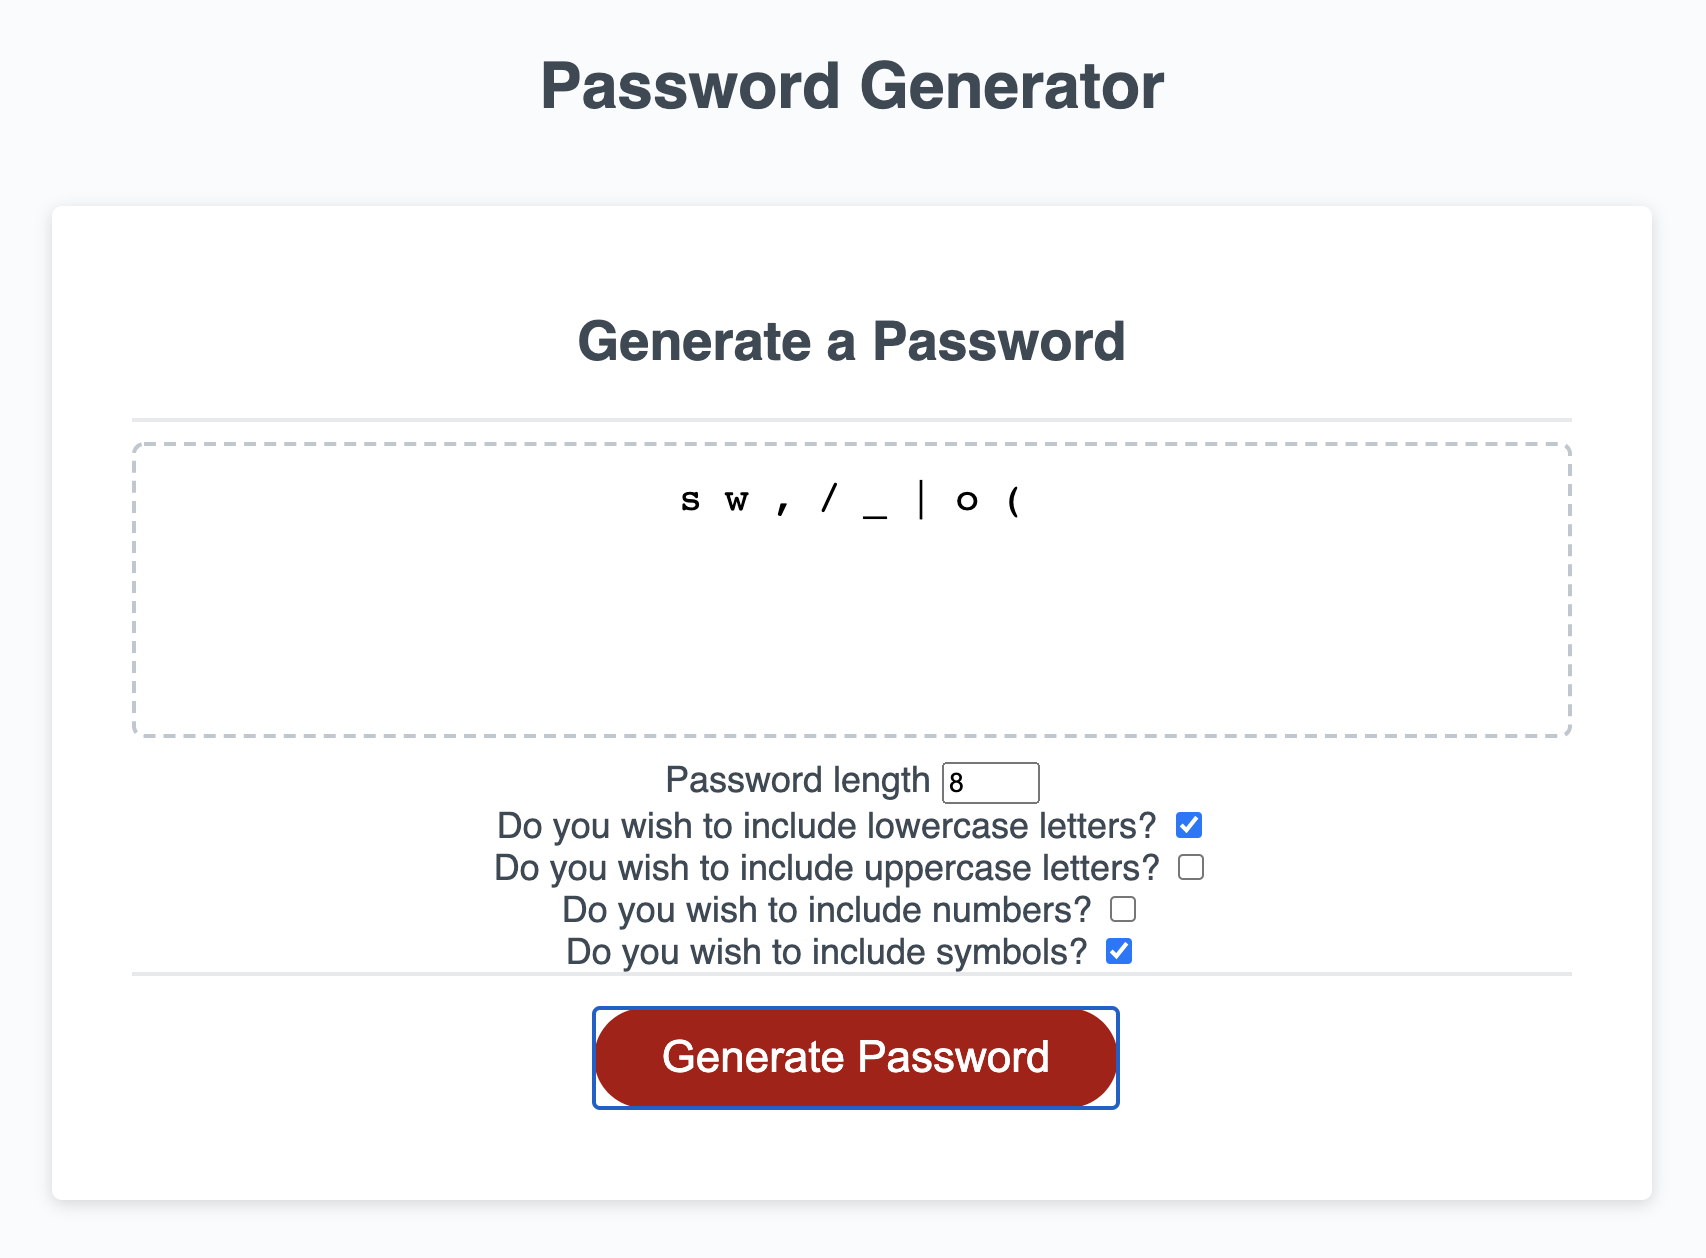 Password Generator
Generate a Password
s w , / _ | o (
Password length 8
Do you wish to include lowercase letters?
Do you wish to include uppercase letters?
Do you wish to include numbers?
Do you wish to include symbols?
Generate Password